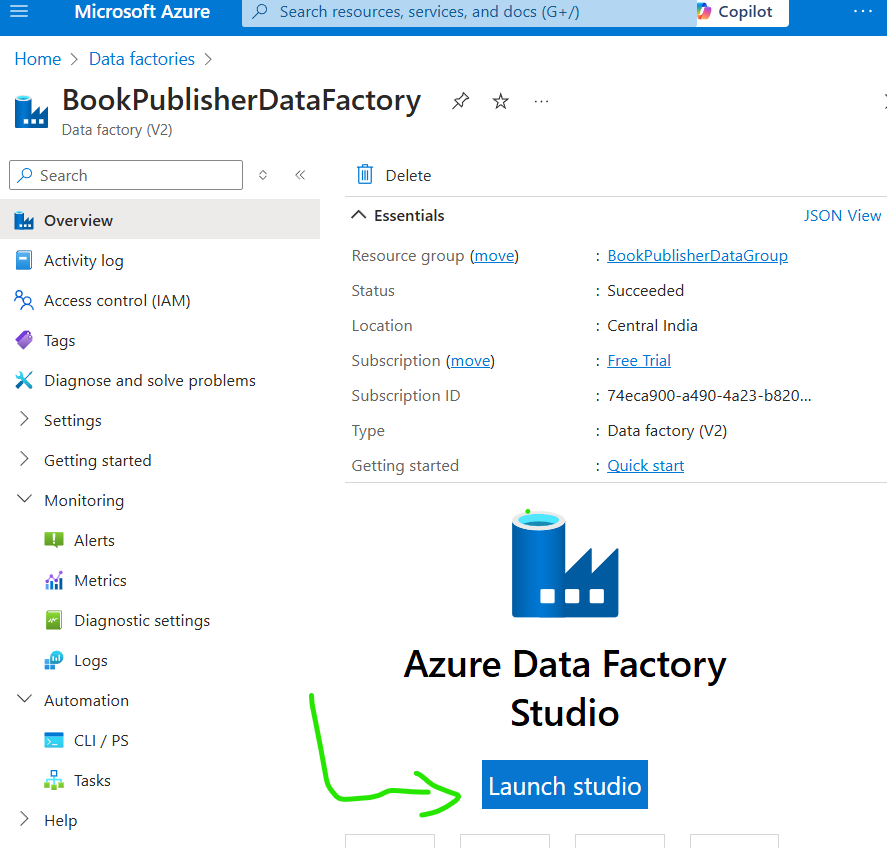 Microsoft Azure
Search resources, services, and docs (G+/)
Copilot
Home > Data factories >
BookPublisherDataFactory
Data factory (V2)
Search
Delete
Essentials
JSON View
Resource group (move) : BookPublisherDataGroup
Status : Succeeded
Location : Central India
Subscription (move) : Free Trial
Subscription ID : 74eca900-a490-4a23-b820...
Type : Data factory (V2)
Getting started : Quick start
Overview
Activity log
Access control (IAM)
Tags
Diagnose and solve problems
Settings
Getting started
Monitoring
Alerts
Metrics
Diagnostic settings
Logs
Automation
CLI / PS
Tasks
Help
Azure Data Factory
Studio
Launch studio